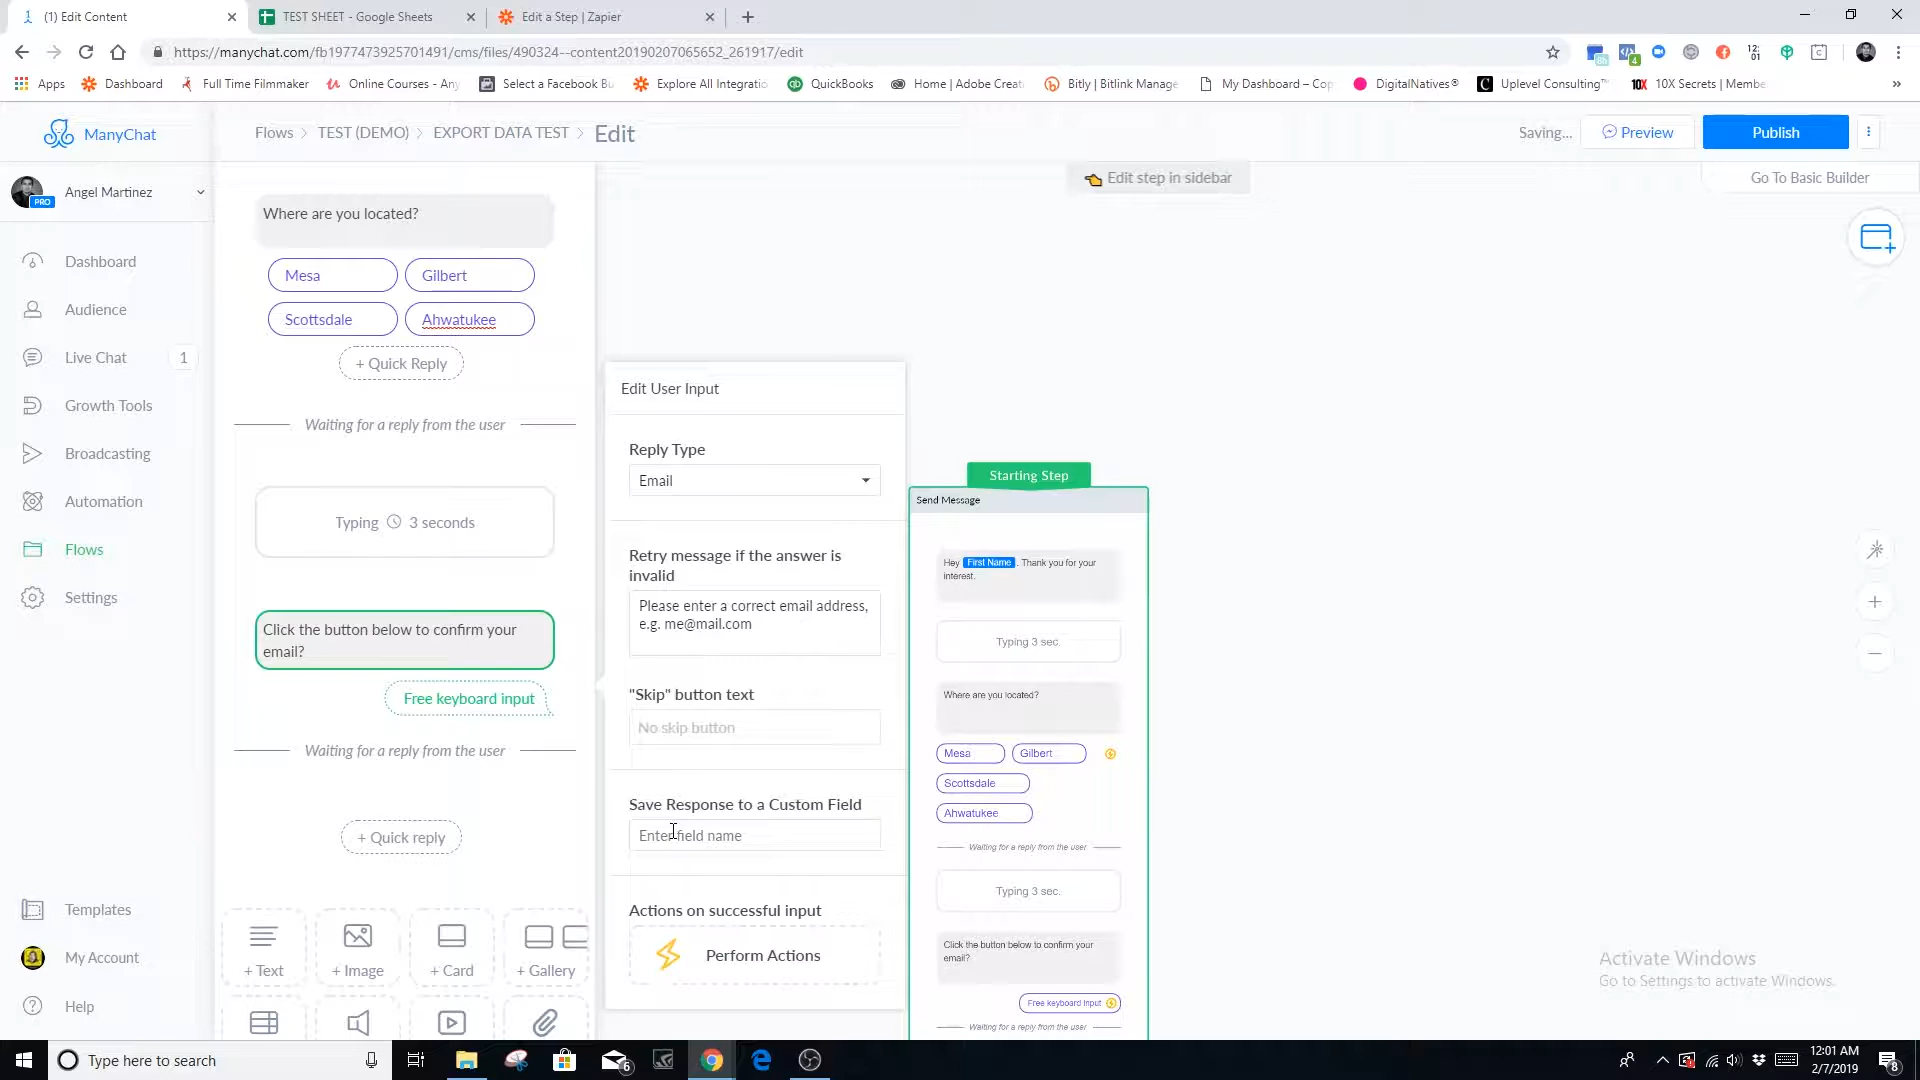 (1) Edit Content
TEST SHEET - Google Sheets
Edit a Step | Zapier
https://manychat.com/fb1977473925701491/cms/files/490324--content20190207065652_261917/edit
8h
4
12:
01
Apps
Dashboard
Full Time Filmmaker
Online Courses - Any
Select a Facebook Bu
Explore All Integratio
QuickBooks
Home | Adobe Creat
Bitly | Bitlink Manage
My Dashboard – Cop
DigitalNatives®
Uplevel Consulting™
10X
10X Secrets | Membe
»
ManyChat
Flows
TEST (DEMO)
EXPORT DATA TEST
Edit
Saving...
Preview
Publish
Angel Martinez
PRO
Edit step in sidebar
Go To Basic Builder
Dashboard
Audience
Live Chat
1
Growth Tools
Broadcasting
Automation
Flows
Settings
Templates
My Account
Help
Where are you located?
Mesa
Gilbert
Scottsdale
Ahwatukee
+ Quick Reply
Waiting for a reply from the user
Typing 3 seconds
Click the button below to confirm your
email?
Free keyboard input
Waiting for a reply from the user
+ Quick reply
+ Text
+ Image
+ Card
+ Gallery
Edit User Input
Reply Type
Email
Retry message if the answer is
invalid
Please enter a correct email address,
e.g. me@mail.com
"Skip" button text
No skip button
Save Response to a Custom Field
Enter field name
Actions on successful input
Perform Actions
Starting Step
Send Message
Hey First Name . Thank you for your
interest.
Typing 3 sec
Where are you located?
Mesa
Gilbert
Scottsdale
Ahwatukee
Waiting for a reply from the user
Typing 3 sec.
Click the button below to confirm your
email?
Free keyboard input
Waiting for a reply from the user
Activate Windows
Go to Settings to activate Windows.
Type here to search
6
12:01 AM
2/7/2019
8